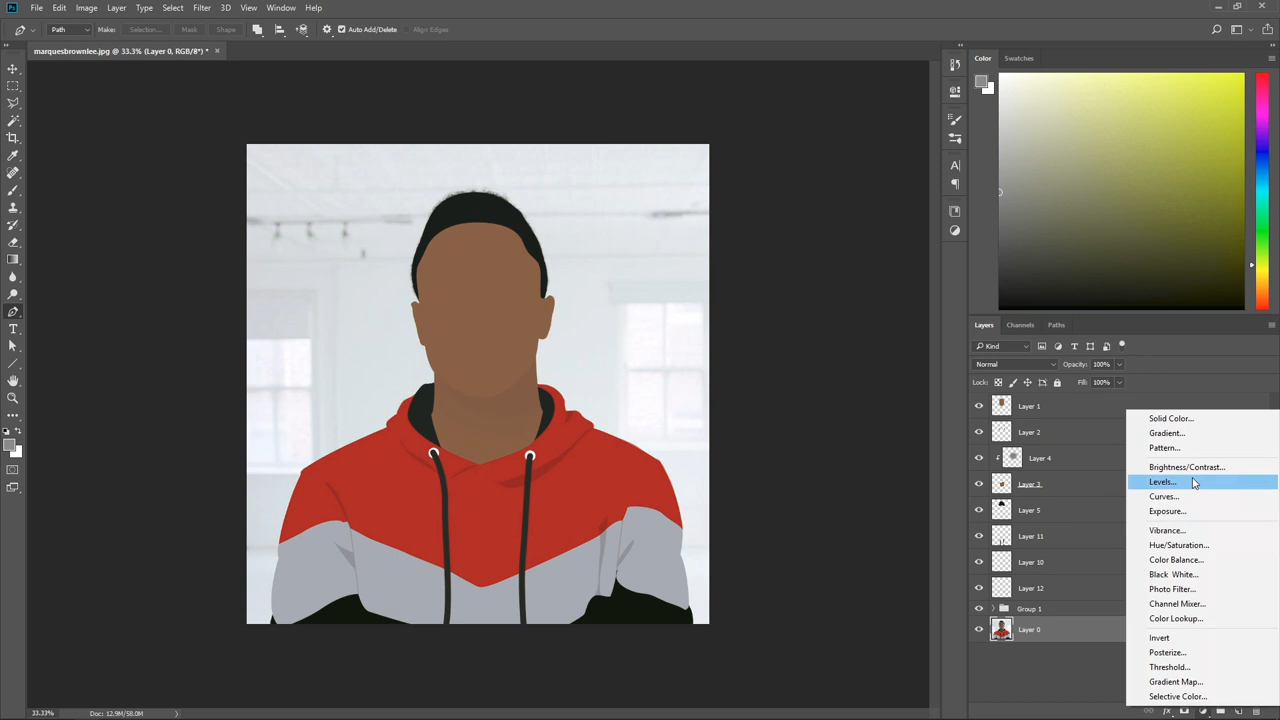 File Edit Image Layer Type Select Filter 3D View Window Help
Path Make: Selection... Mask Shape Auto Add/Delete Align Edges
marquesbrownlee.jpg @ 33.3% (Layer 0, RGB/8*) * ×
Color Swatches
Layers Channels Paths
Kind
Normal Opacity: 100%
Lock: Fill: 100%
Layer 1
Layer 2
Layer 4
Layer 3
Layer 5
Layer 11
Layer 10
Layer 12
Group 1
Layer 0
Solid Color...
Gradient...
Pattern...
Brightness/Contrast...
Levels...
Curves...
Exposure...
Vibrance...
Hue/Saturation...
Color Balance...
Black White...
Photo Filter...
Channel Mixer...
Color Lookup...
Invert
Posterize...
Threshold...
Gradient Map...
Selective Color...
33.33% Doc: 12.9M/58.0M